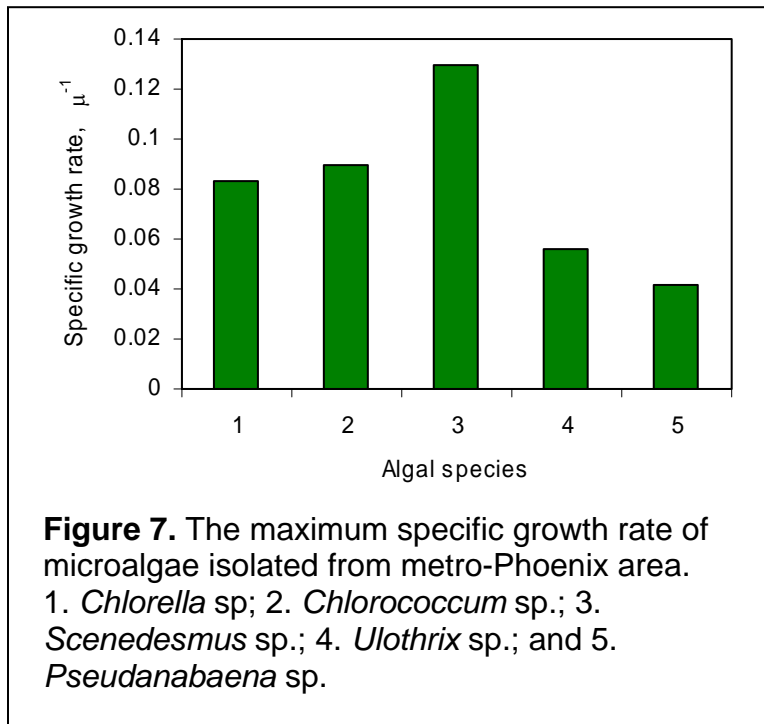 0.14
0.12
0.1
0.08
0.06
0.04
0.02
0
Specific growth rate, μ⁻¹
1 2 3 4 5
Algal species
Figure 7. The maximum specific growth rate of
microalgae isolated from metro-Phoenix area.
1. Chlorella sp; 2. Chlorococcum sp.; 3.
Scenedesmus sp.; 4. Ulothrix sp.; and 5.
Pseudanabaena sp.